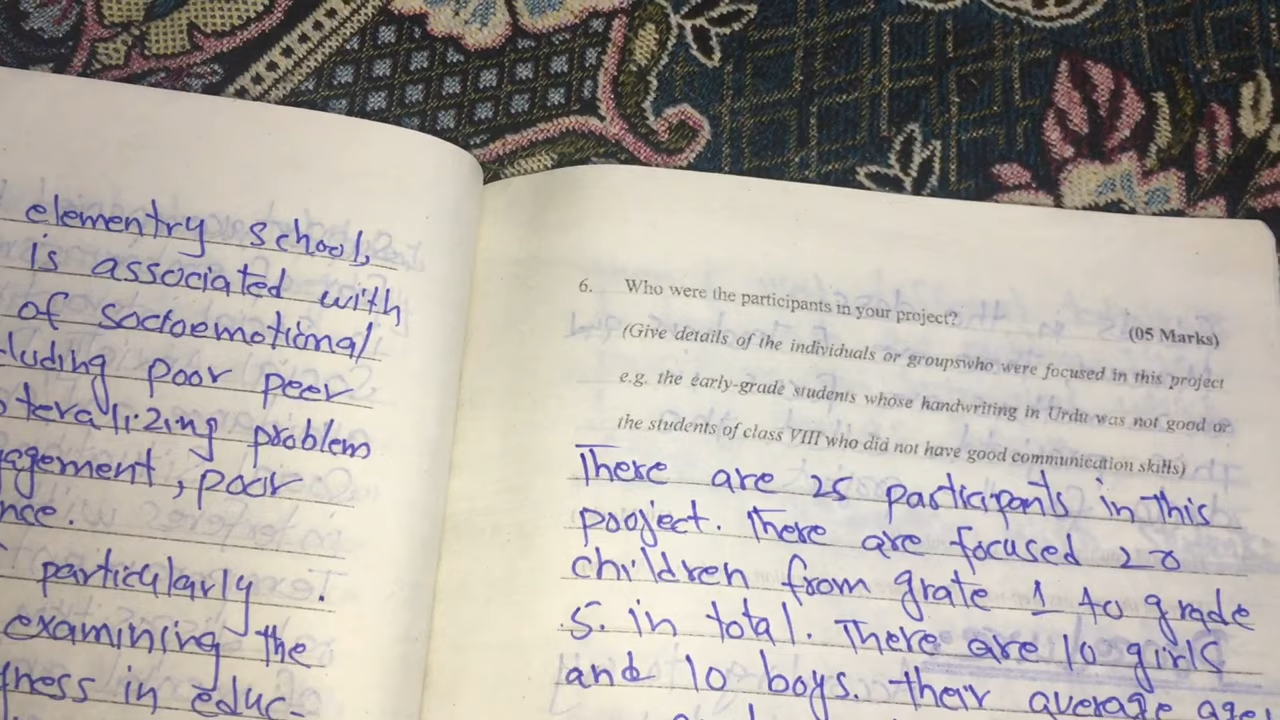 elementry school,
is associated with
of socioemotional
cluding poor peer
problem
agement, poor
nce.
particularly.
examining the
in educ-
6. Who were the participants in your project? (05 Marks)
(Give details of the individuals or groupswho were focused in this project
e.g. the early-grade students whose handwriting in Urdu was not good or
the students of class VIII who did not have good communication skills)
There are 25 participants in this
project. There are focused 20
children from grate 1 to grade
5. in total. There are 10 girls
and 10 boys. their average age